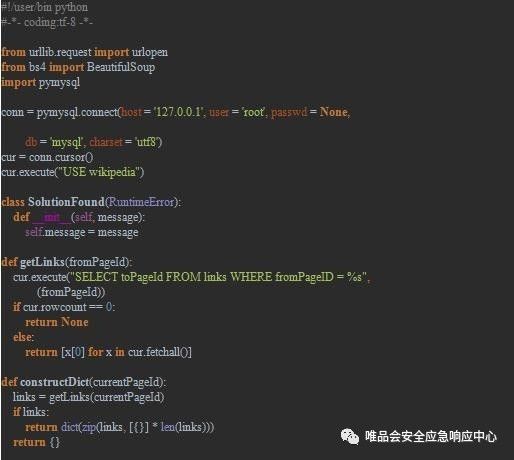 #!/user/bin python
#-*- coding:tf-8 -*-
from urllib.request import urlopen
from bs4 import BeautifulSoup
import pymysql
conn = pymysql.connect(host = '127.0.0.1', user = 'root', passwd = None,
db = 'mysql', charset = 'utf8')
cur = conn.cursor()
cur.execute("USE wikipedia")
class SolutionFound(RuntimeError):
def __init__(self, message):
self.message = message
def getLinks(fromPageId):
cur.execute("SELECT toPageId FROM links WHERE fromPageID = %s",
(fromPageId))
if cur.rowcount == 0:
return None
else:
return [x[0] for x in cur.fetchall()]
def constructDict(currentPageId):
links = getLinks(currentPageId)
if links:
return dict(zip(links, [{}] * len(links)))
return {}
唯品会安全应急响应中心